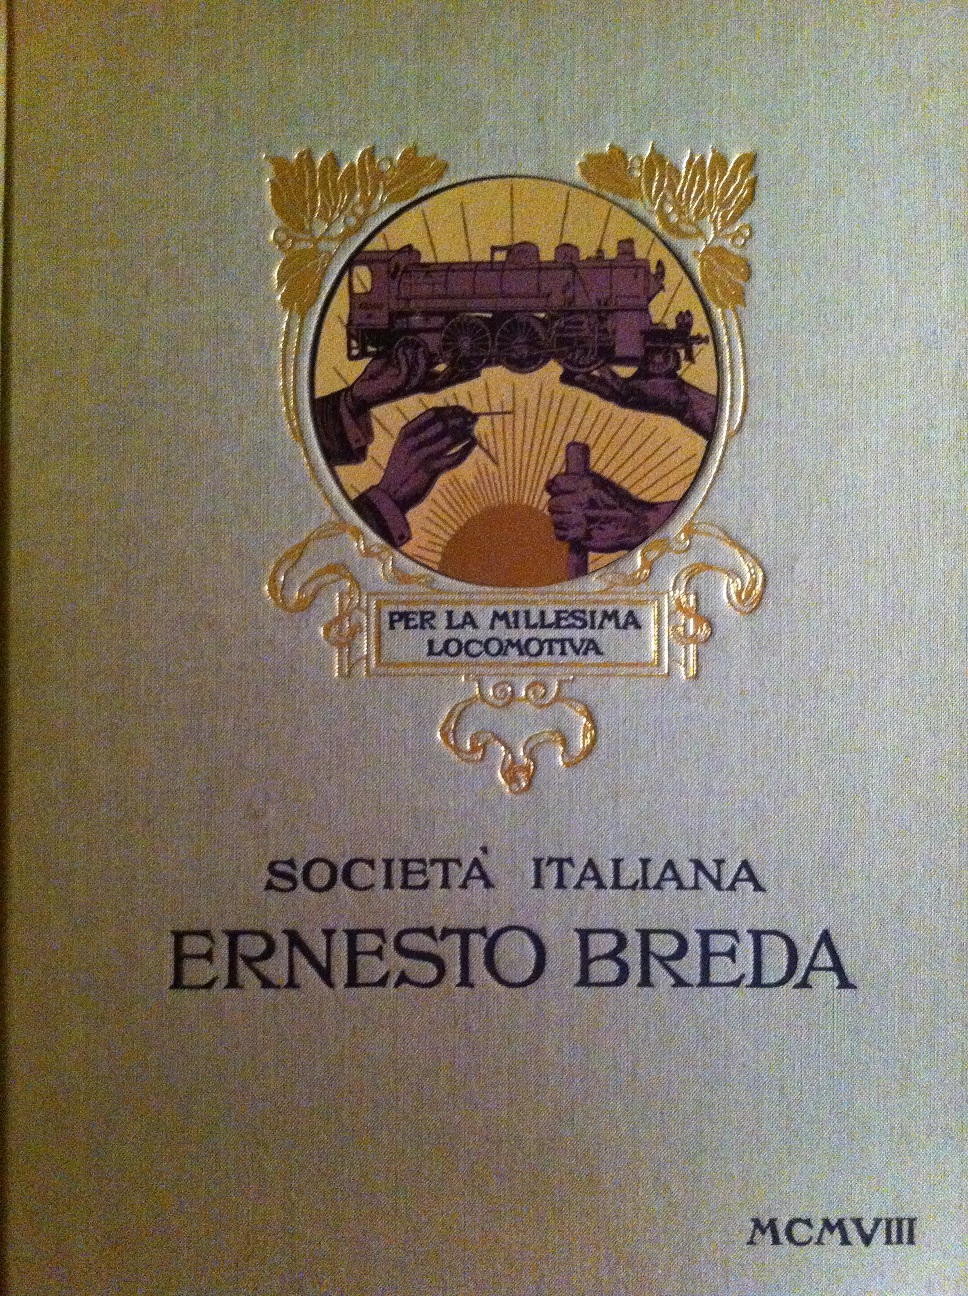 PER LA MILLESIMA
LOCOMOTIVA
SOCIETÀ ITALIANA
ERNESTO BREDA
MCMVIII